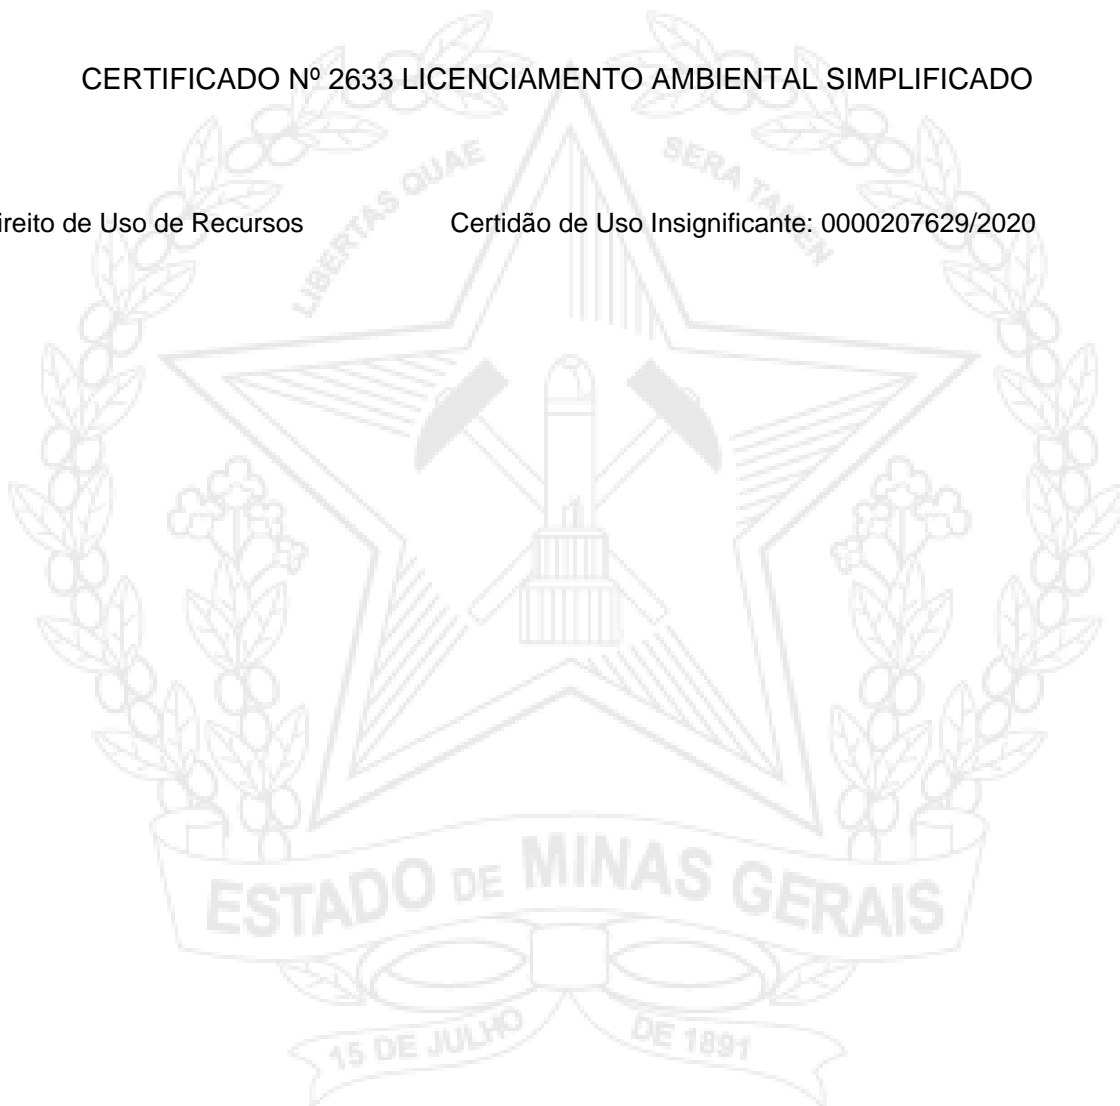 CERTIFICADO Nº 2633 LICENCIAMENTO AMBIENTAL SIMPLIFICADO
LIBERTAS QUAE SERA TAMEN
ireito de Uso de Recursos Certidão de Uso Insignificante: 0000207629/2020
ESTADO DE MINAS GERAIS
15 DE JULHO DE 1891